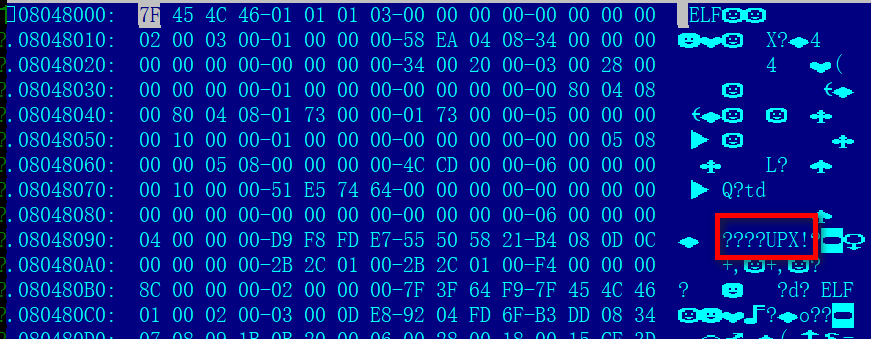 08048000: 7F 45 4C 46-01 01 01 03-00 00 00 00 00 00 00 00 ELF☻☻
.08048010: 02 00 03 00-01 00 00 00-58 EA 04 08-34 00 00 00 ☻♥☺ X?♦4
.08048020: 00 00 00 00-00 00 00 00-34 00 20 00-03 00 28 00 4 ♥(
.08048030: 00 00 00 00-01 00 00 00-00 00 00 00-00 80 04 08 ☺ €♦
.08048040: 00 80 04 08-01 73 00 00-01 73 00 00-05 00 00 00 €♦☺ ☺ ♣
.08048050: 00 10 00 00-01 00 00 00-00 00 00 00-00 00 05 08 ► ☺ ♣
.08048060: 00 00 05 08-00 00 00 00-4C CD 00 00-06 00 00 00 ♣ L? ♠
.08048070: 00 10 00 00-51 E5 74 64-00 00 00 00-00 00 00 00 ► Q?td
.08048080: 00 00 00 00-00 00 00 00-00 00 00 00-06 00 00 00 ♠
.08048090: 04 00 00 00-D9 F8 FD E7-55 50 58 21-B4 08 0D 0C ♦ ????UPX!?◘♀
.080480A0: 00 00 00 00-2B 2C 01 00-2B 2C 01 00-F4 00 00 00 +,☺+,☺?
.080480B0: 8C 00 00 00-02 00 00 00-7F 3F 64 F9-7F 45 4C 46 ? ☻ ?d? ELF
.080480C0: 01 00 02 00-03 00 0D E8-92 04 FD 6F-B3 DD 08 34 ☺☻♥♪?♦o??◘